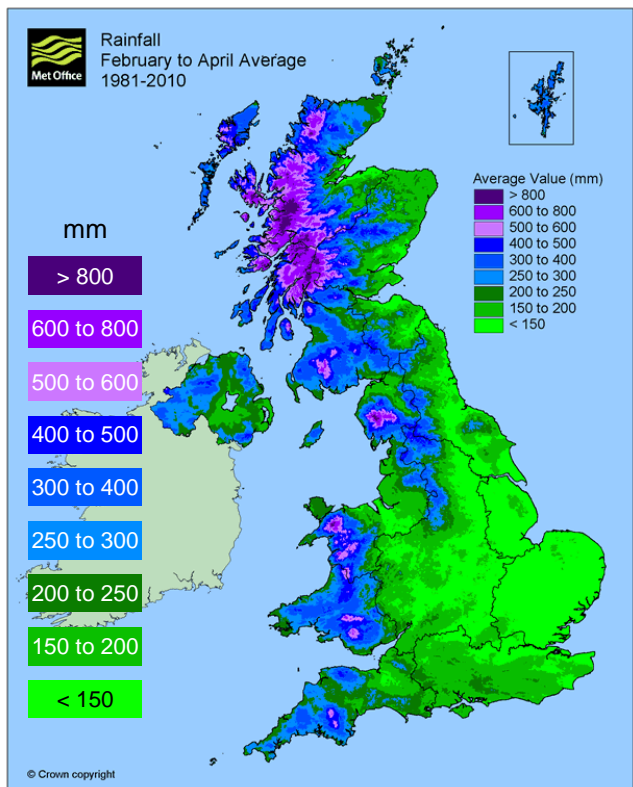 Met Office
Rainfall
February to April Average
1981-2010
mm
> 800
600 to 800
500 to 600
400 to 500
300 to 400
250 to 300
200 to 250
150 to 200
< 150
Average Value (mm)
> 800
600 to 800
500 to 600
400 to 500
300 to 400
250 to 300
200 to 250
150 to 200
< 150
© Crown copyright